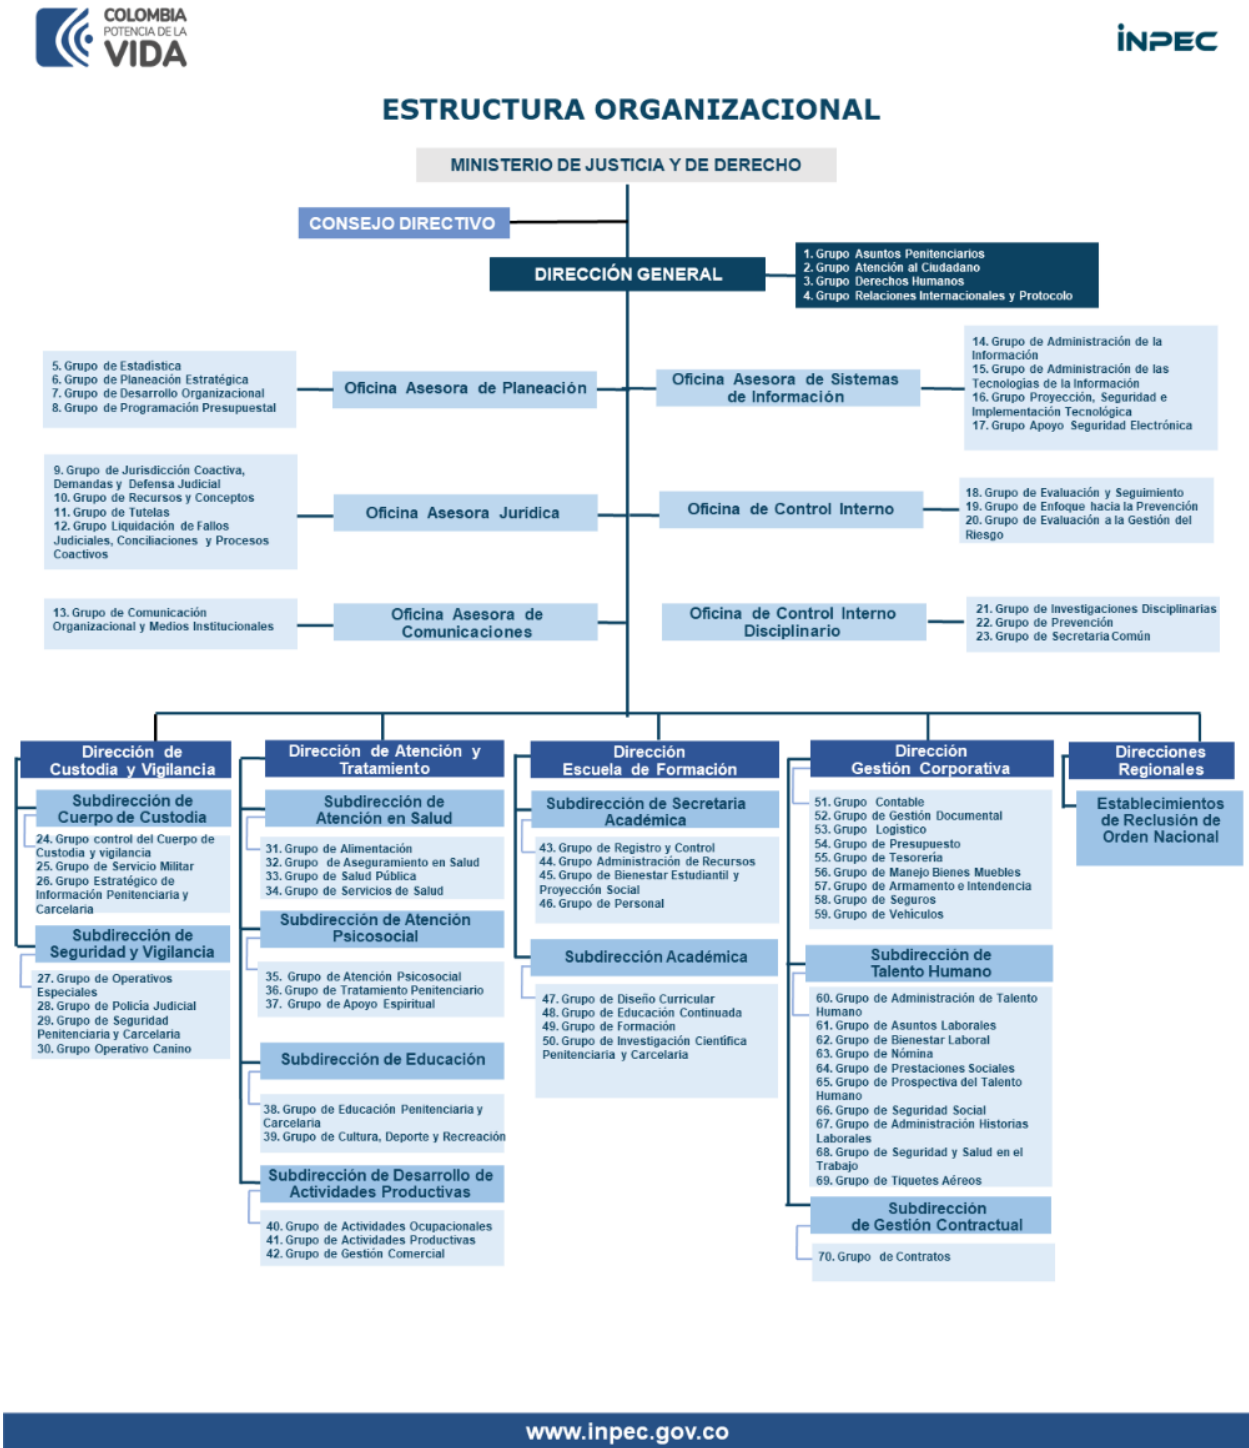 COLOMBIA
POTENCIA DE LA
VIDA
INPEC
ESTRUCTURA ORGANIZACIONAL
MINISTERIO DE JUSTICIA Y DE DERECHO
CONSEJO DIRECTIVO
DIRECCIÓN GENERAL
1. Grupo Asuntos Penitenciarios
2. Grupo Atención al Ciudadano
3. Grupo Derechos Humanos
4. Grupo Relaciones Internacionales y Protocolo
5. Grupo de Estadística
6. Grupo de Planeación Estratégica
7. Grupo de Desarrollo Organizacional
8. Grupo de Programación Presupuestal
Oficina Asesora de Planeación
Oficina Asesora de Sistemas
de Información
14. Grupo de Administración de la
Información
15. Grupo de Administración de las
Tecnologías de la Información
16. Grupo Proyección, Seguridad e
Implementación Tecnológica
17. Grupo Apoyo Seguridad Electrónica
9. Grupo de Jurisdicción Coactiva,
Demandas y Defensa Judicial
10. Grupo de Recursos y Conceptos
11. Grupo de Tutelas
12. Grupo Liquidación de Fallos
Judiciales, Conciliaciones y Procesos
Coactivos
Oficina Asesora Jurídica
Oficina de Control Interno
18. Grupo de Evaluación y Seguimiento
19. Grupo de Enfoque hacia la Prevención
20. Grupo de Evaluación a la Gestión del
Riesgo
13. Grupo de Comunicación
Organizacional y Medios Institucionales
Oficina Asesora de
Comunicaciones
Oficina de Control Interno
Disciplinario
21. Grupo de Investigaciones Disciplinarias
22. Grupo de Prevención
23. Grupo de Secretaria Común
Dirección de
Custodia y Vigilancia
Subdirección de
Cuerpo de Custodia
24. Grupo control del Cuerpo de
Custodia y vigilancia
25. Grupo de Servicio Militar
26. Grupo Estratégico de
Información Penitenciaria y
Carcelaria
Subdirección de
Seguridad y Vigilancia
27. Grupo de Operativos
Especiales
28. Grupo de Policía Judicial
29. Grupo de Seguridad
Penitenciaria y Carcelaria
30. Grupo Operativo Canino
Dirección de Atención y
Tratamiento
Subdirección de
Atención en Salud
31. Grupo de Alimentación
32. Grupo de Aseguramiento en Salud
33. Grupo de Salud Pública
34. Grupo de Servicios de Salud
Subdirección de Atención
Psicosocial
35. Grupo de Atención Psicosocial
36. Grupo de Tratamiento Penitenciario
37. Grupo de Apoyo Espiritual
Subdirección de Educación
38. Grupo de Educación Penitenciaria y
Carcelaria
39. Grupo de Cultura, Deporte y Recreación
Subdirección de Desarrollo de
Actividades Productivas
40. Grupo de Actividades Ocupacionales
41. Grupo de Actividades Productivas
42. Grupo de Gestión Comercial
Dirección
Escuela de Formación
Subdirección de Secretaria
Académica
43. Grupo de Registro y Control
44. Grupo Administración de Recursos
45. Grupo de Bienestar Estudiantil y
Proyección Social
46. Grupo de Personal
Subdirección Académica
47. Grupo de Diseño Curricular
48. Grupo de Educación Continuada
49. Grupo de Formación
50. Grupo de Investigación Científica
Penitenciaria y Carcelaria
Dirección
Gestión Corporativa
51. Grupo Contable
52. Grupo de Gestión Documental
53. Grupo Logístico
54. Grupo de Presupuesto
55. Grupo de Tesorería
56. Grupo de Manejo Bienes Muebles
57. Grupo de Armamento e Intendencia
58. Grupo de Seguros
59. Grupo de Vehículos
Subdirección de
Talento Humano
60. Grupo de Administración de Talento
Humano
61. Grupo de Asuntos Laborales
62. Grupo de Bienestar Laboral
63. Grupo de Nómina
64. Grupo de Prestaciones Sociales
65. Grupo de Prospectiva del Talento
Humano
66. Grupo de Seguridad Social
67. Grupo de Administración Historias
Laborales
68. Grupo de Seguridad y Salud en el
Trabajo
69. Grupo de Tiquetes Aéreos
Subdirección
de Gestión Contractual
70. Grupo de Contratos
Direcciones
Regionales
Establecimientos
de Reclusión de
Orden Nacional
www.inpec.gov.co